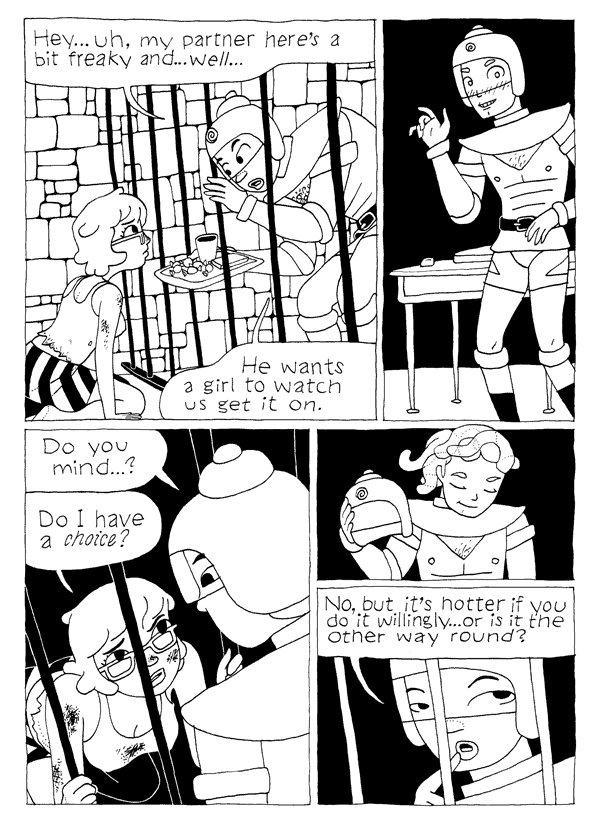 Hey...uh, my partner here's a
bit freaky and...well...
He wants
a girl to watch
us get it on.
Do you
mind...?
Do I have
a choice?
No, but it's hotter if you
do it willingly...or is it the
other way round?